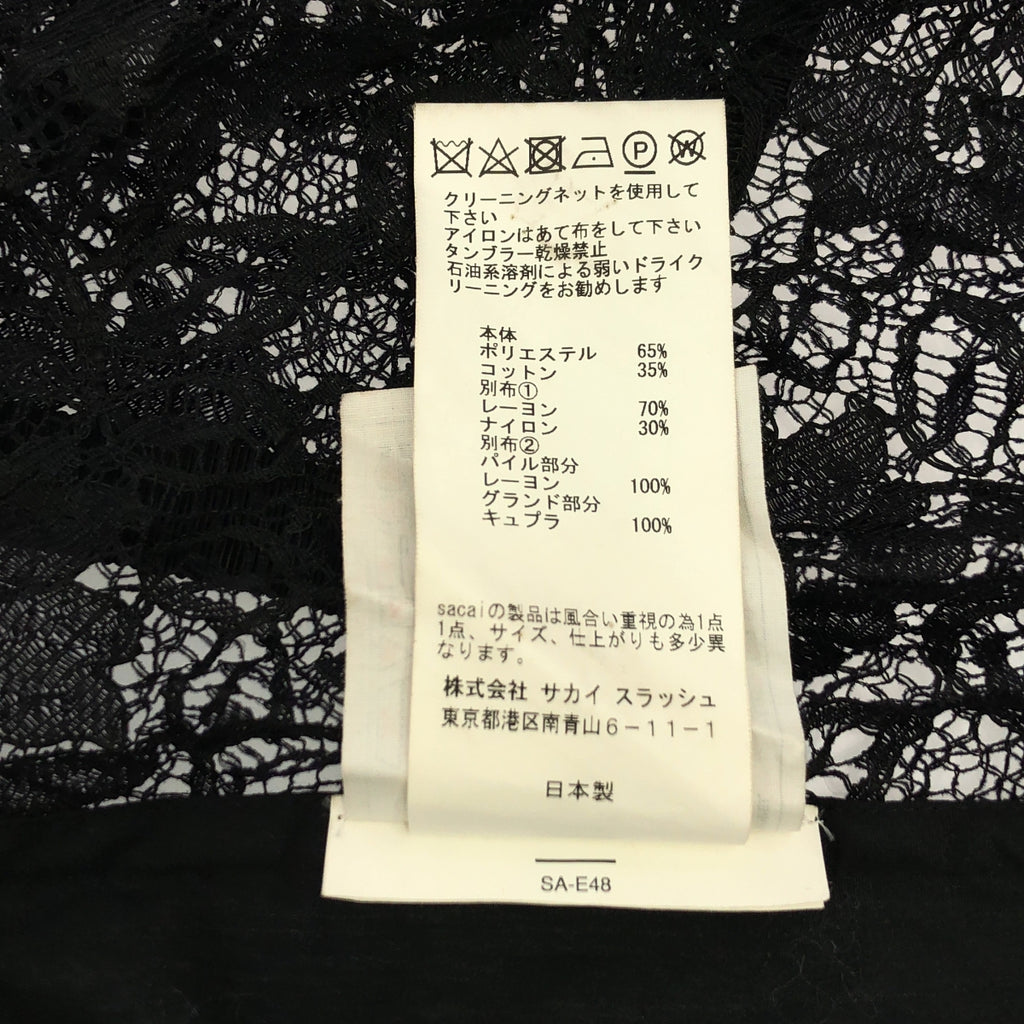 クリーニングネットを使用して
下さい
アイロンはあて布をして下さい
タンブラー乾燥禁止
石油系溶剤による弱いドライク
リーニングをお勧めします
本体
ポリエステル 65%
コットン 35%
別布①
レーヨン 70%
ナイロン 30%
別布②
パイル部分
レーヨン 100%
グランド部分
キュプラ 100%
sacaiの製品は風合い重視の為1点
1点、サイズ、仕上がりも多少異
なります。
株式会社 サカイ スラッシュ
東京都港区南青山6-11-1
日本製
SA-E48